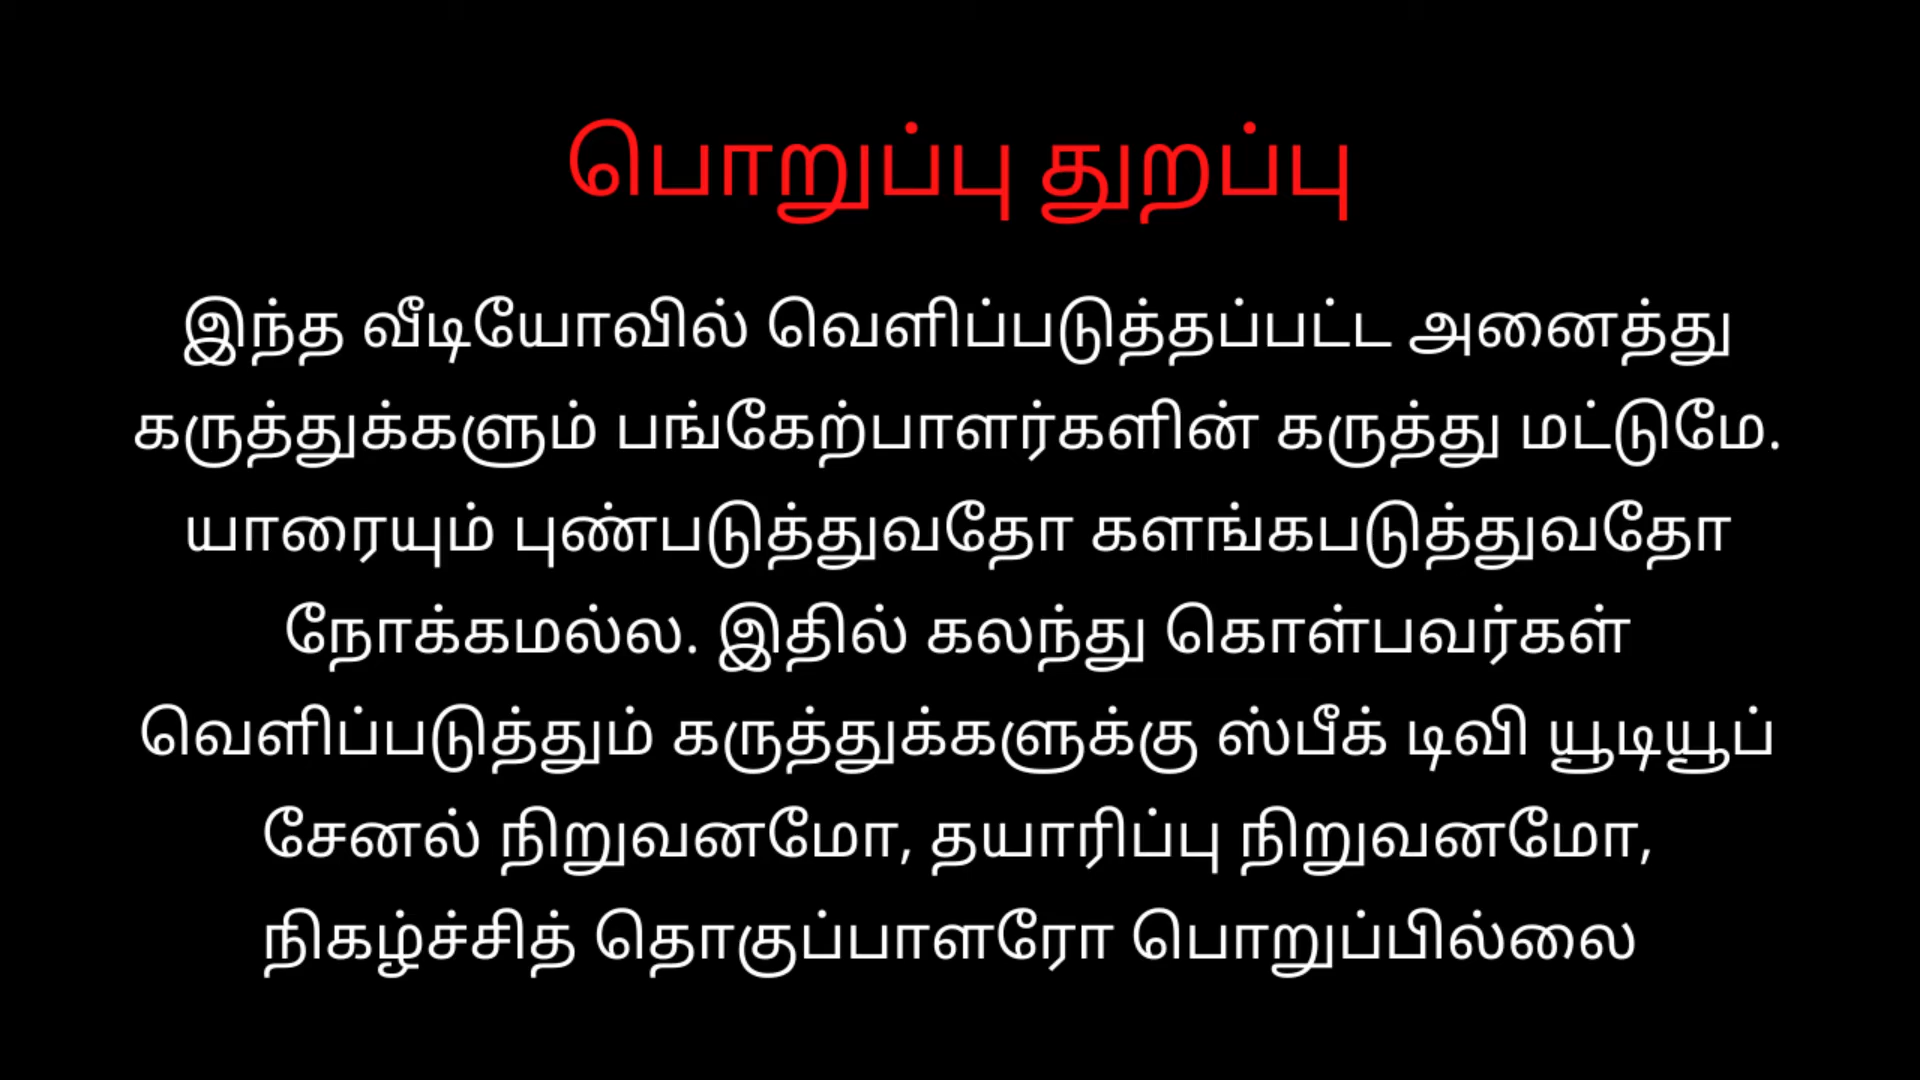 பொறுப்பு துறப்பு
இந்த வீடியோவில் வெளிப்படுத்தப்பட்ட அனைத்து
கருத்துக்களும் பங்கேற்பாளர்களின் கருத்து மட்டுமே.
யாரையும் புண்படுத்துவதோ களங்கபடுத்துவதோ
நோக்கமல்ல. இதில் கலந்து கொள்பவர்கள்
வெளிப்படுத்தும் கருத்துக்களுக்கு ஸ்பீக் டிவி யூடியூப்
சேனல் நிறுவனமோ, தயாரிப்பு நிறுவனமோ,
நிகழ்ச்சித் தொகுப்பாளரோ பொறுப்பில்லை